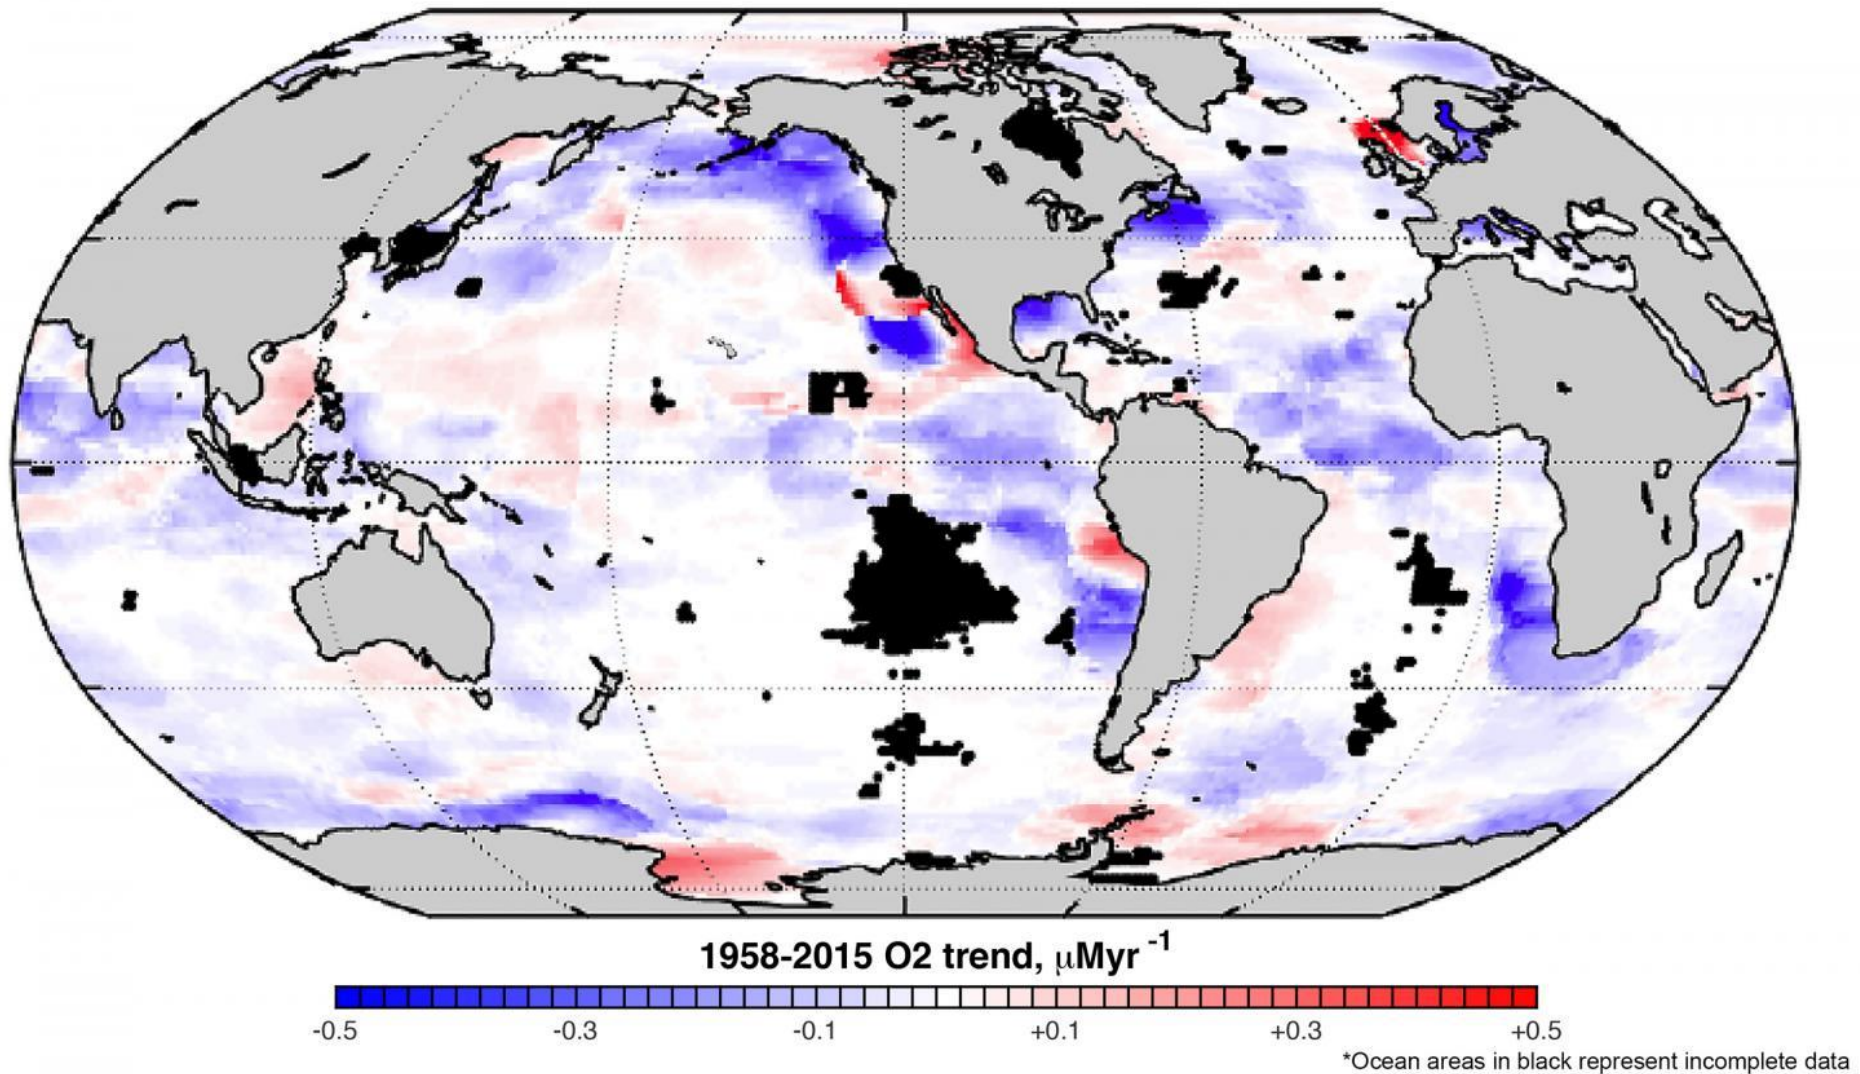 1958-2015 O2 trend, μMyr⁻¹
-0.5 -0.3 -0.1 +0.1 +0.3 +0.5
*Ocean areas in black represent incomplete data